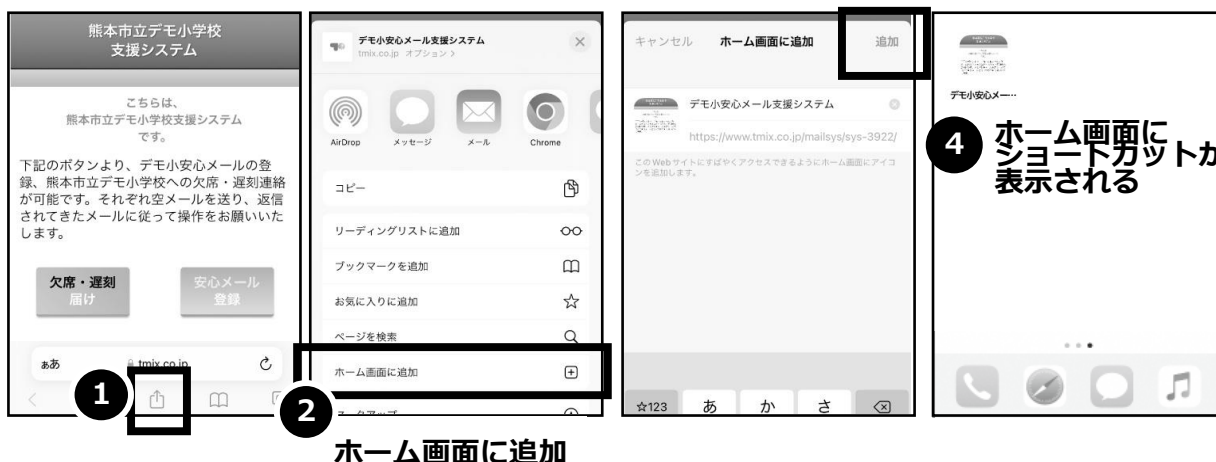 熊本市立デモ小学校
支援システム
こちらは、
熊本市立デモ小学校支援システム
です。
下記のボタンより、デモ小安心メールの登
録、熊本市立デモ小学校への欠席・遅刻連絡
が可能です。それぞれ空メールを送り、返信
されてきたメールに従って操作をお願いいた
します。
欠席・遅刻
届け
安心メール
登録
ぁあ
tmix.co.jp
1
デモ小安心メール支援システム
tmix.co.jp オプション >
AirDrop
メッセージ
メール
Chrome
コピー
リーディングリストに追加
ブックマークを追加
お気に入りに追加
ページを検索
ホーム画面に追加
2
ホーム画面に追加
キャンセル
ホーム画面に追加
追加
デモ小安心メール支援システム
https://www.tmix.co.jp/mailsys/sys-3922/
このWebサイトにすばやくアクセスできるようにホーム画面にアイコ
ンを追加します。
☆123
あ
か
さ
デモ小安心メー…
4
ホーム画面に
ショートカットが
表示される